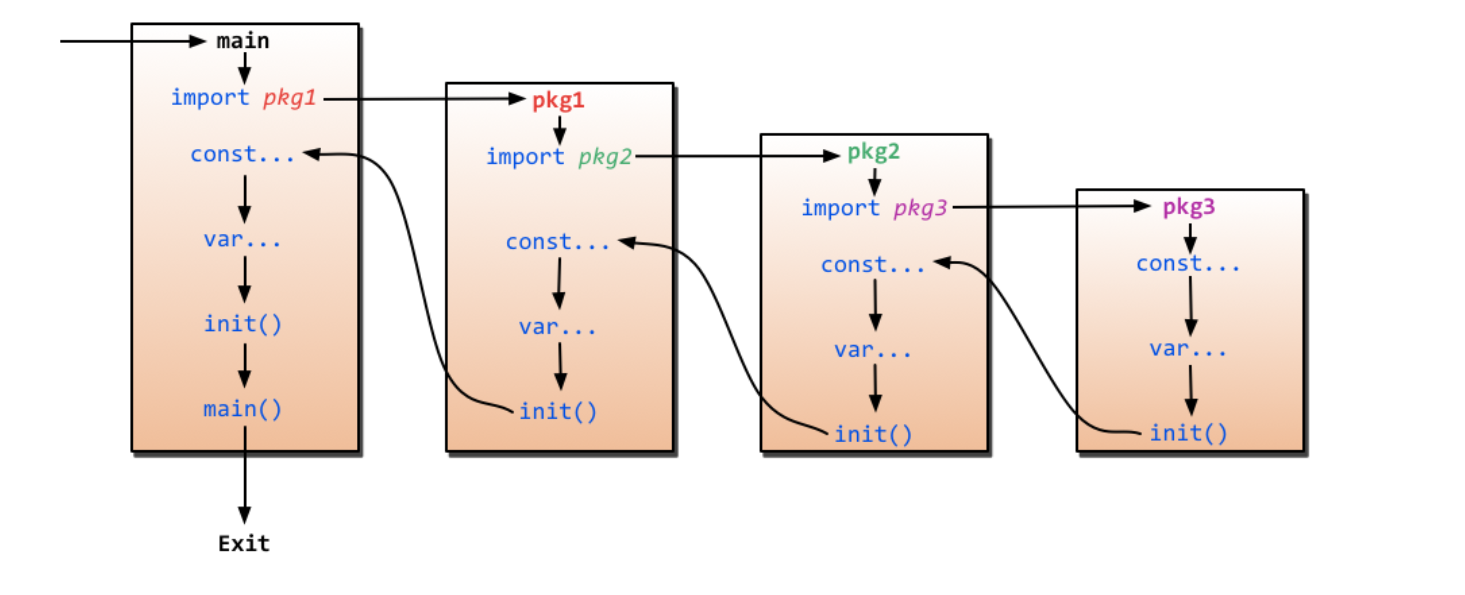 main
import pkg1
const...
var...
init()
main()
Exit
pkg1
import pkg2
const...
var...
init()
pkg2
import pkg3
const...
var...
init()
pkg3
const...
var...
init()